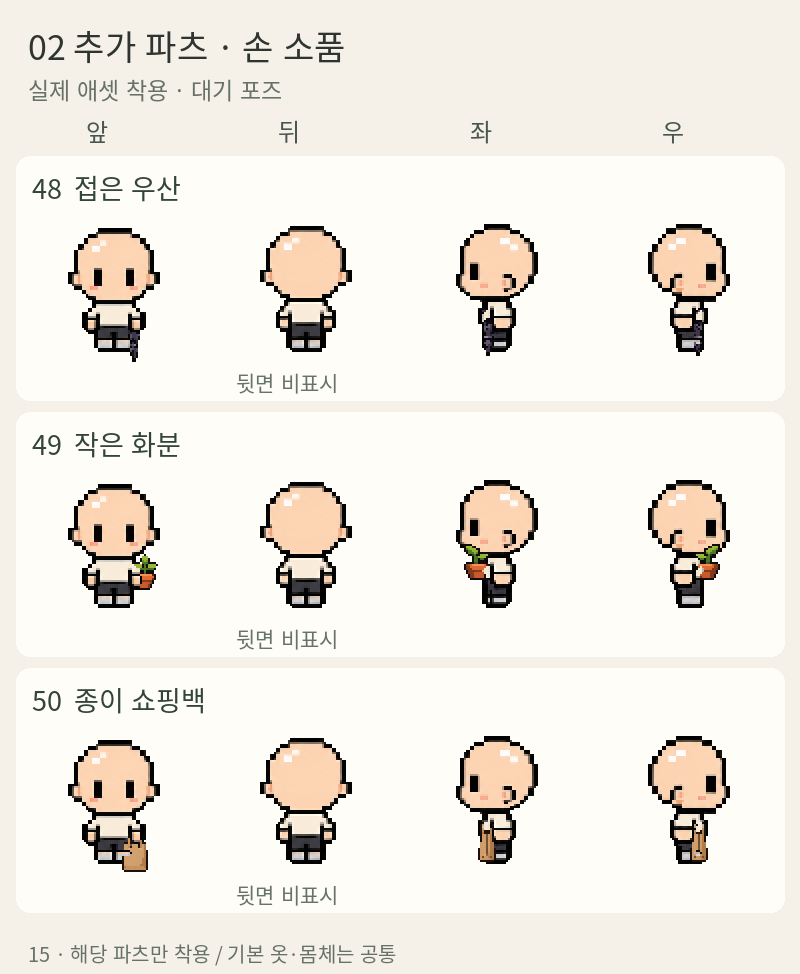 02 추가 파츠 · 손 소품
실제 애셋 착용 · 대기 포즈
앞 뒤 좌 우
48 접은 우산
뒷면 비표시
49 작은 화분
뒷면 비표시
50 종이 쇼핑백
뒷면 비표시
15 · 해당 파츠만 착용 / 기본 옷·몸체는 공통